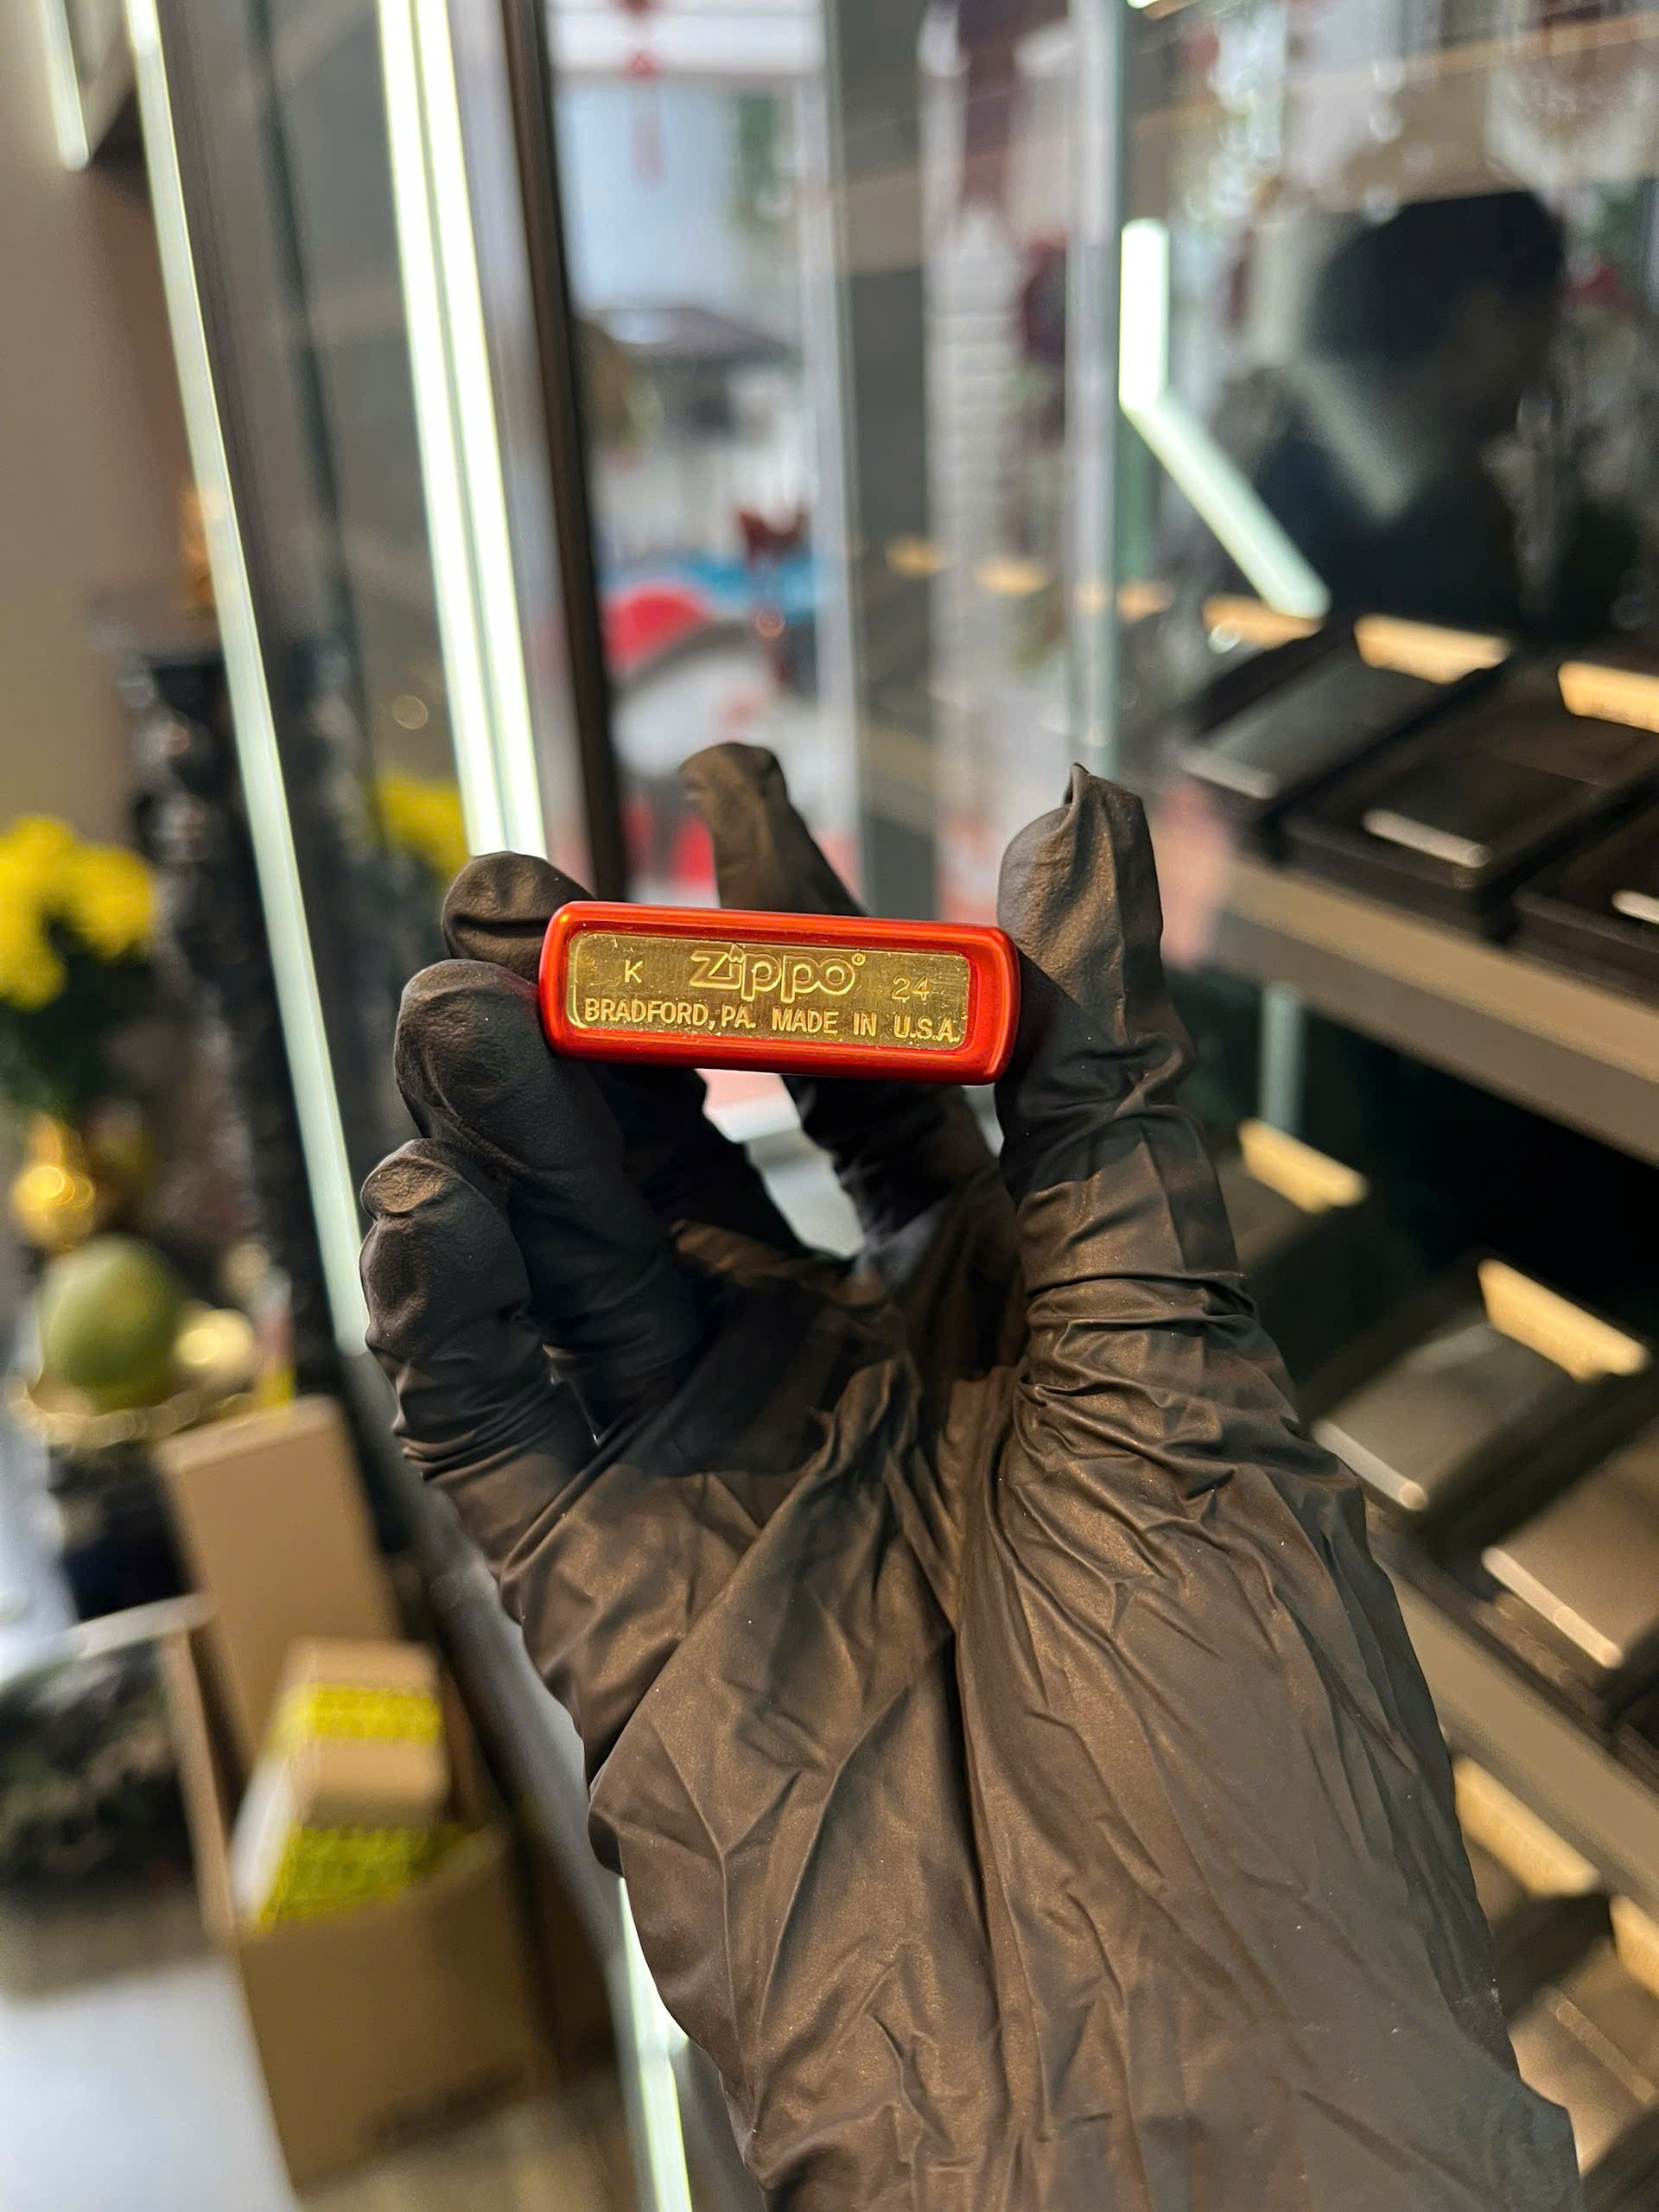 K Zippo® 24
BRADFORD, PA. MADE IN U.S.A.